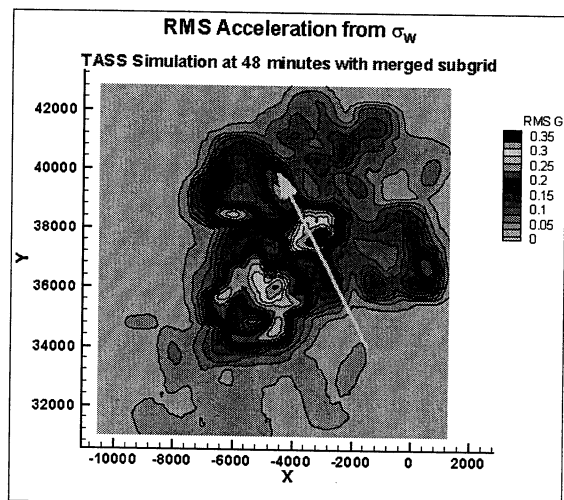 RMS Acceleration from σw
TASS Simulation at 48 minutes with merged subgrid
RMS G
0.35
0.3
0.25
0.2
0.15
0.1
0.05
0
Y
42000
40000
38000
36000
34000
32000
-10000 -8000 -6000 -4000 -2000 0 2000
X